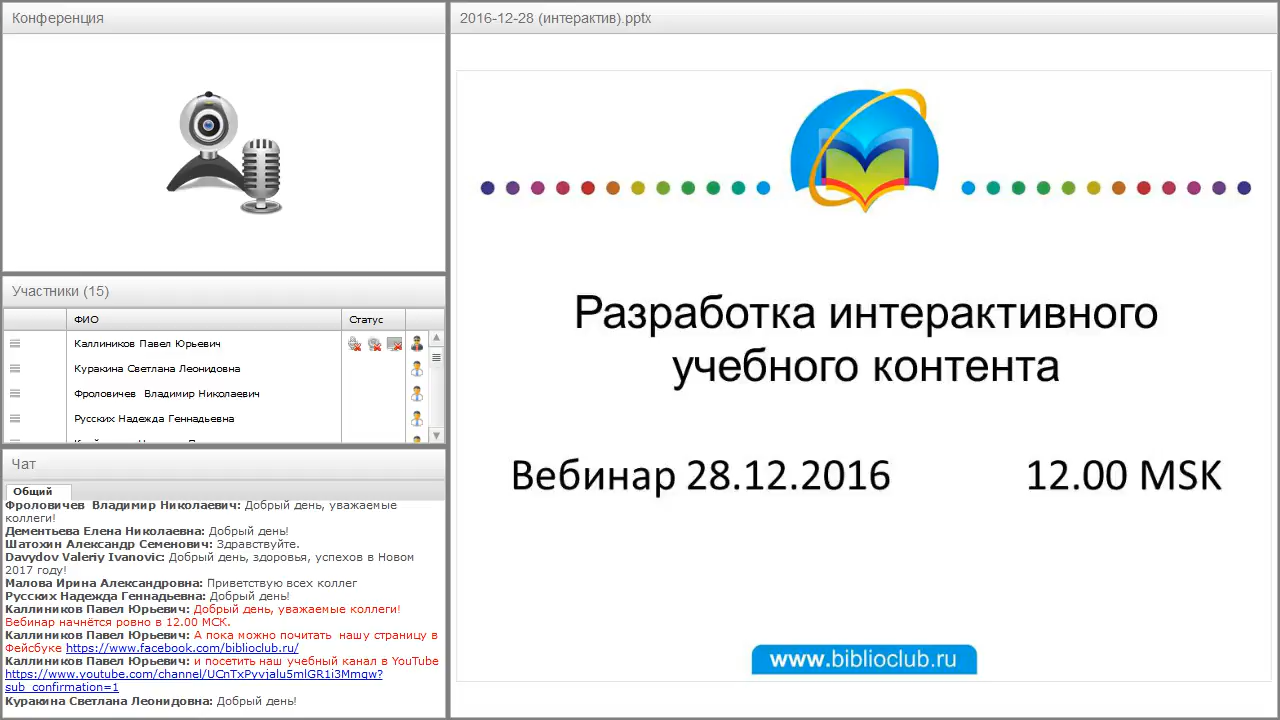 Конференция
2016-12-28 (интерактив).pptx
Разработка интерактивного
учебного контента
Вебинар 28.12.2016 12.00 MSK
www.biblioclub.ru
Участники (15)
ФИО Статус
Каллиников Павел Юрьевич
Куракина Светлана Леонидовна
Фроловичев Владимир Николаевич
Русских Надежда Геннадьевна
Чат
Общий
Фроловичев Владимир Николаевич: Добрый день, уважаемые
коллеги!
Дементьева Елена Николаевна: Добрый день!
Шатохин Александр Семенович: Здравствуйте.
Davydov Valeriy Ivanovic: Добрый день, здоровья, успехов в Новом
2017 году!
Малова Ирина Александровна: Приветствую всех коллег
Русских Надежда Геннадьевна: Добрый день!
Каллиников Павел Юрьевич: Добрый день, уважаемые коллеги!
Вебинар начнётся ровно в 12.00 МСК.
Каллиников Павел Юрьевич: А пока можно почитать нашу страницу в
Фейсбуке https://www.facebook.com/biblioclub.ru/
Каллиников Павел Юрьевич: и посетить наш учебный канал в YouTube
https://www.youtube.com/channel/UCnTxPyvjalu5mlGR1i3Mmqw?
sub_confirmation=1
Куракина Светлана Леонидовна: Добрый день!